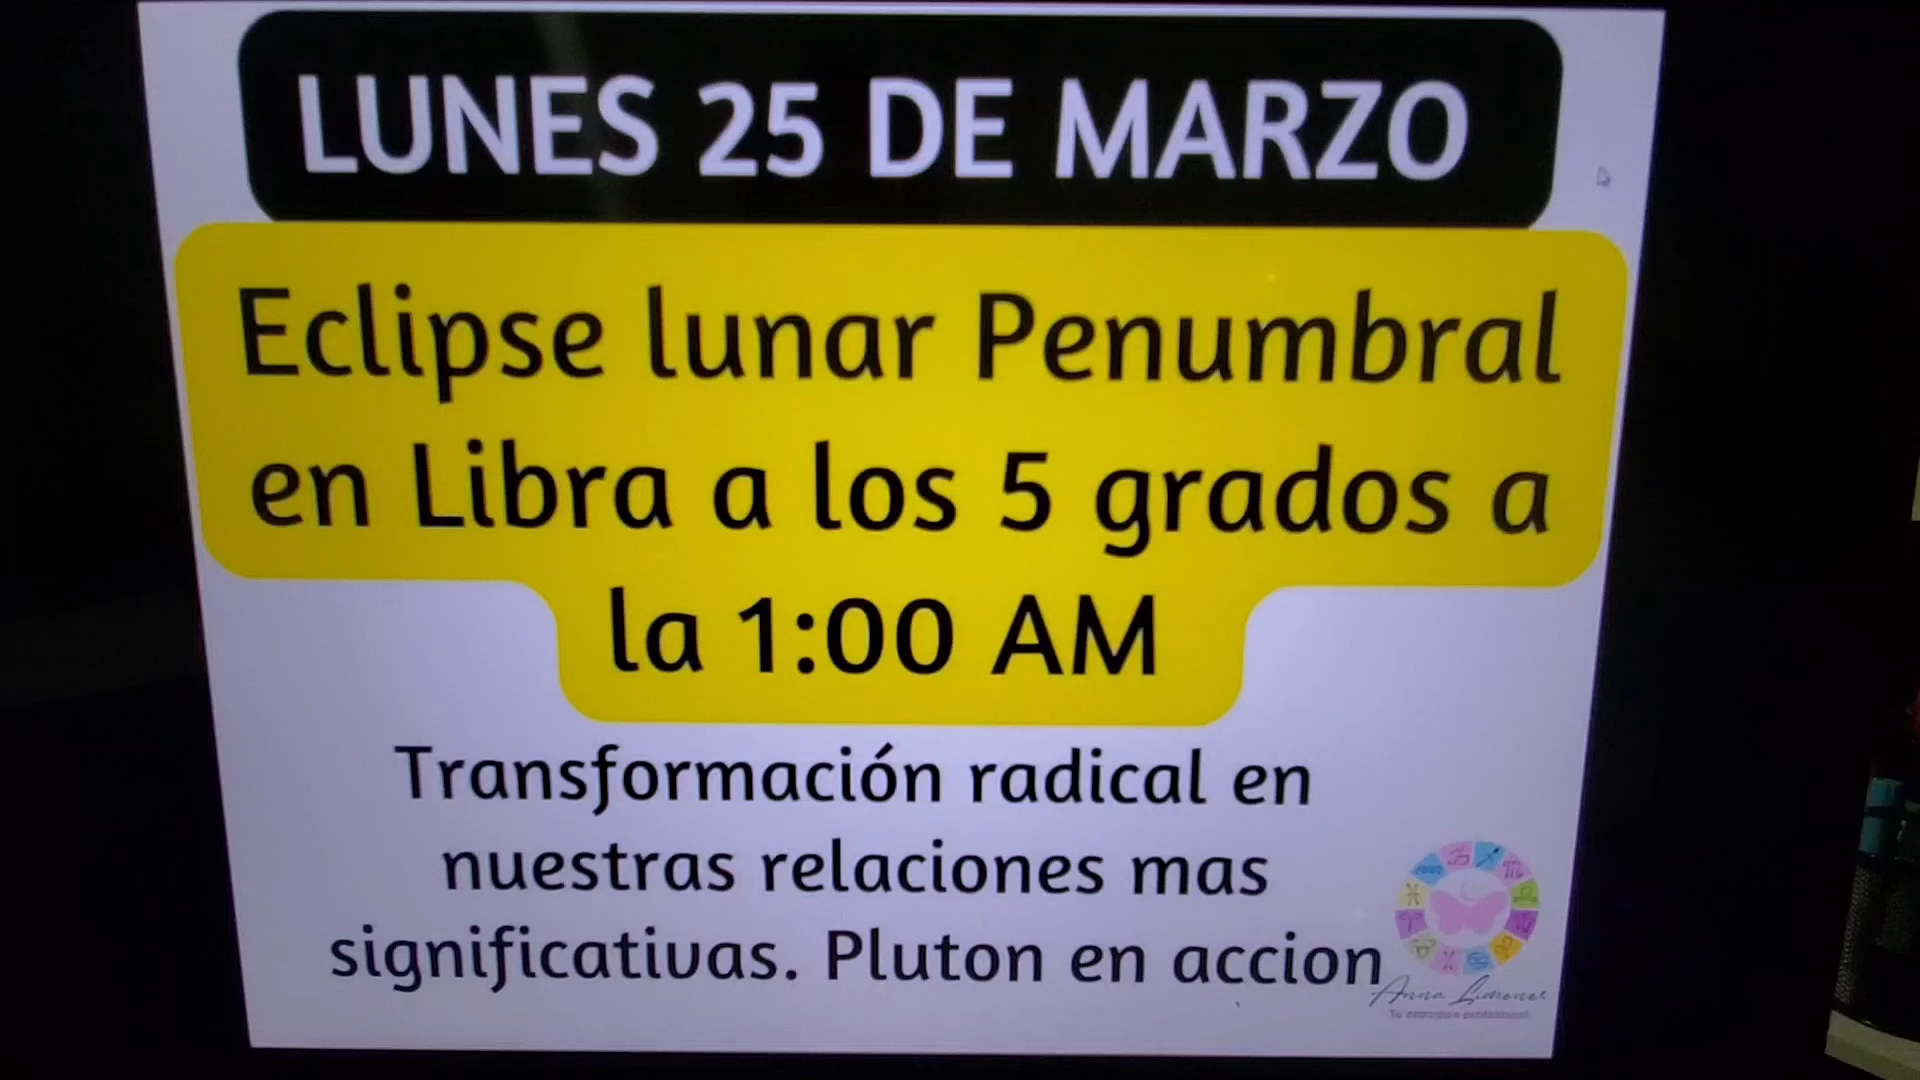 LUNES 25 DE MARZO
Eclipse lunar Penumbral
en Libra a los 5 grados a
la 1:00 AM
Transformación radical en
nuestras relaciones mas
significativas. Pluton en accion
Anna